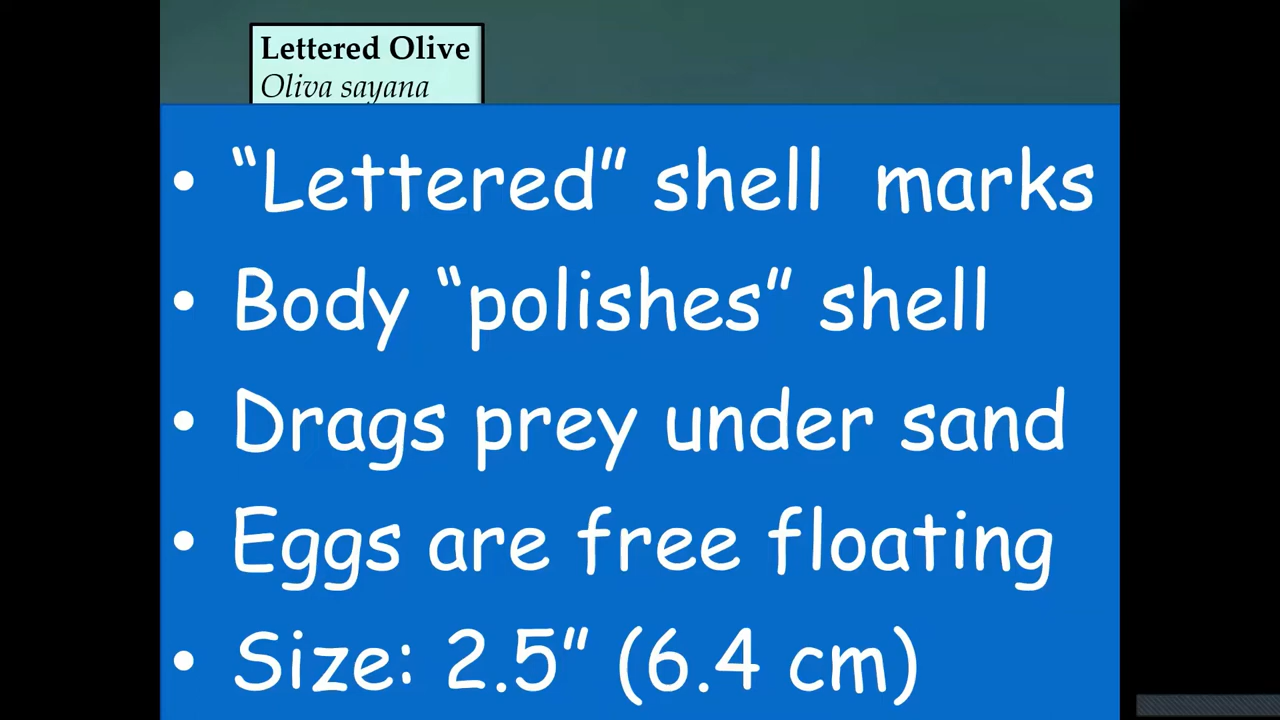 Lettered Olive
Oliva sayana
• “Lettered” shell marks
• Body “polishes” shell
• Drags prey under sand
• Eggs are free floating
• Size: 2.5” (6.4 cm)